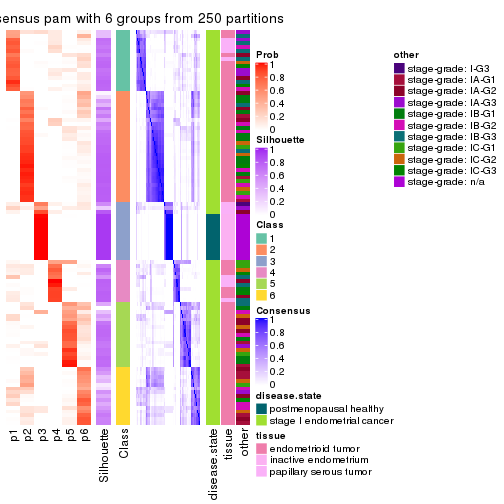 sensus pam with 6 groups from 250 partitions
Prob
1
0.8
0.6
0.4
0.2
0
Silhouette
1
0.8
0.6
0.4
0.2
0
Class
1
2
3
4
5
6
Consensus
1
0.8
0.6
0.4
0.2
0
disease.state
postmenopausal healthy
stage I endometrial cancer
tissue
endometrioid tumor
inactive endometrium
papillary serous tumor
other
stage-grade: I-G3
stage-grade: IA-G1
stage-grade: IA-G2
stage-grade: IA-G3
stage-grade: IB-G1
stage-grade: IB-G2
stage-grade: IB-G3
stage-grade: IC-G1
stage-grade: IC-G2
stage-grade: IC-G3
stage-grade: n/a
p1
p2
p3
p4
p5
p6
Silhouette
Class
disease.state
tissue
other